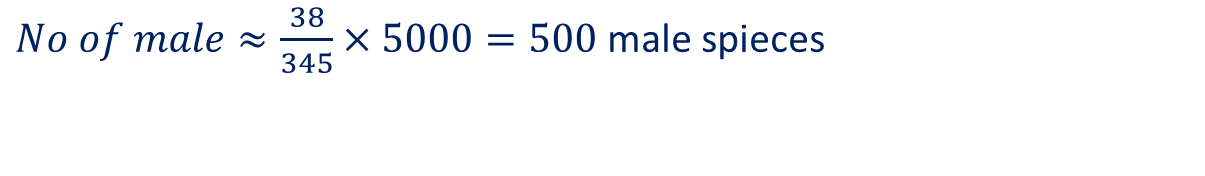 No of male ≈ 38/345 × 5000 = 500 male spieces